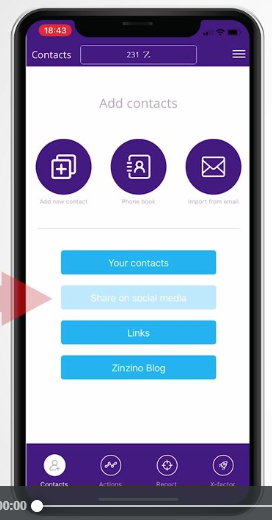 18:43
Contacts
231 Z
Add contacts
Add new contact
Phone book
Import from email
Your contacts
Share on social media
Links
Zinzino Blog
Contacts
Actions
Report
X-factor
00:00